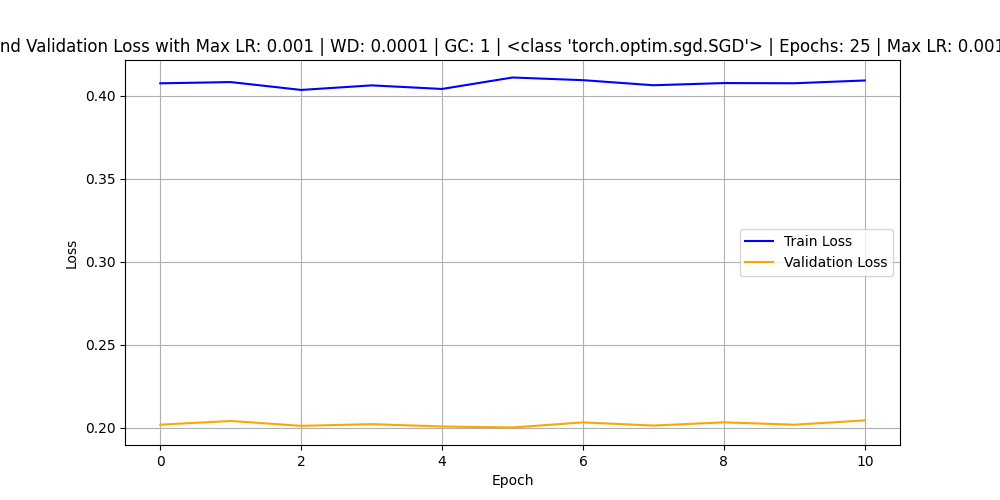 nd Validation Loss with Max LR: 0.001 | WD: 0.0001 | GC: 1 | <class 'torch.optim.sgd.SGD'> | Epochs: 25 | Max LR: 0.001
0.40
0.35
0.30
0.25
0.20
Loss
Train Loss
Validation Loss
0 2 4 6 8 10
Epoch